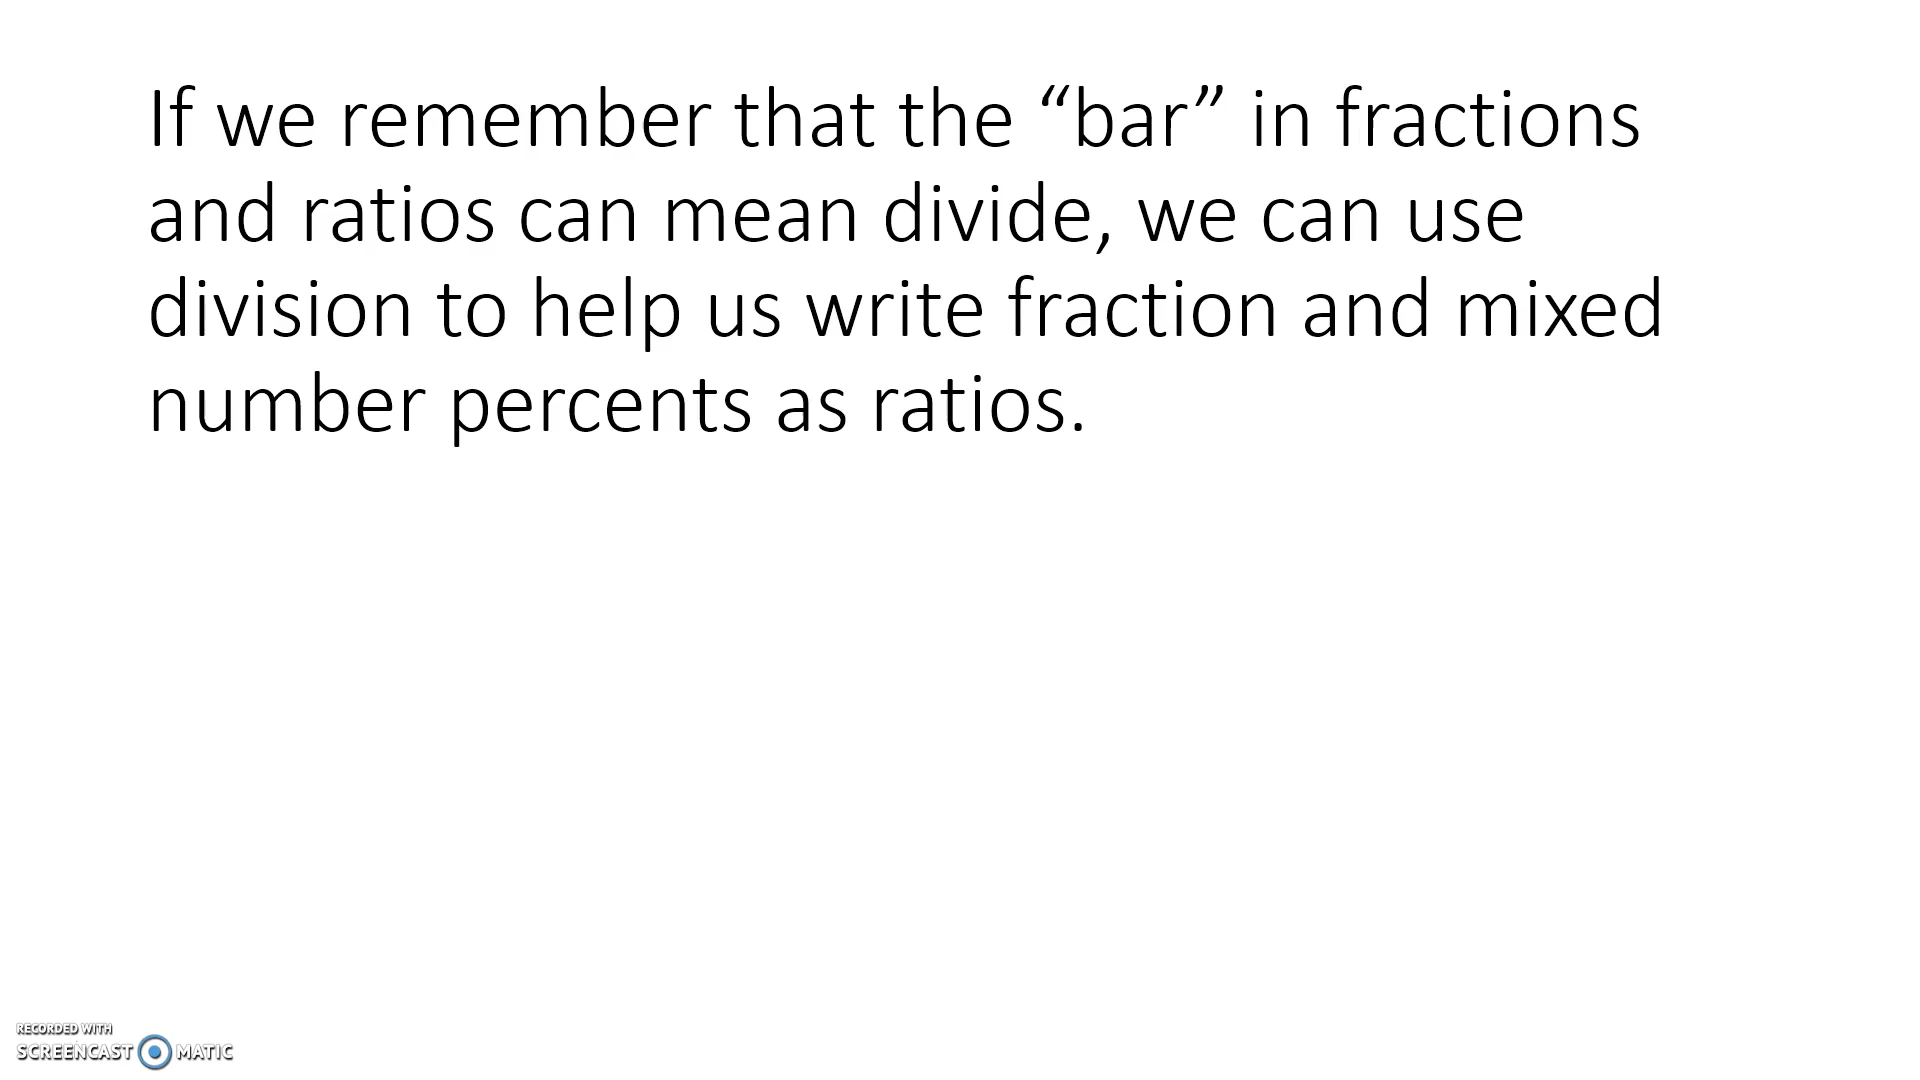 If we remember that the “bar” in fractions
and ratios can mean divide, we can use
division to help us write fraction and mixed
number percents as ratios.
RECORDED WITH
SCREENCAST MATIC